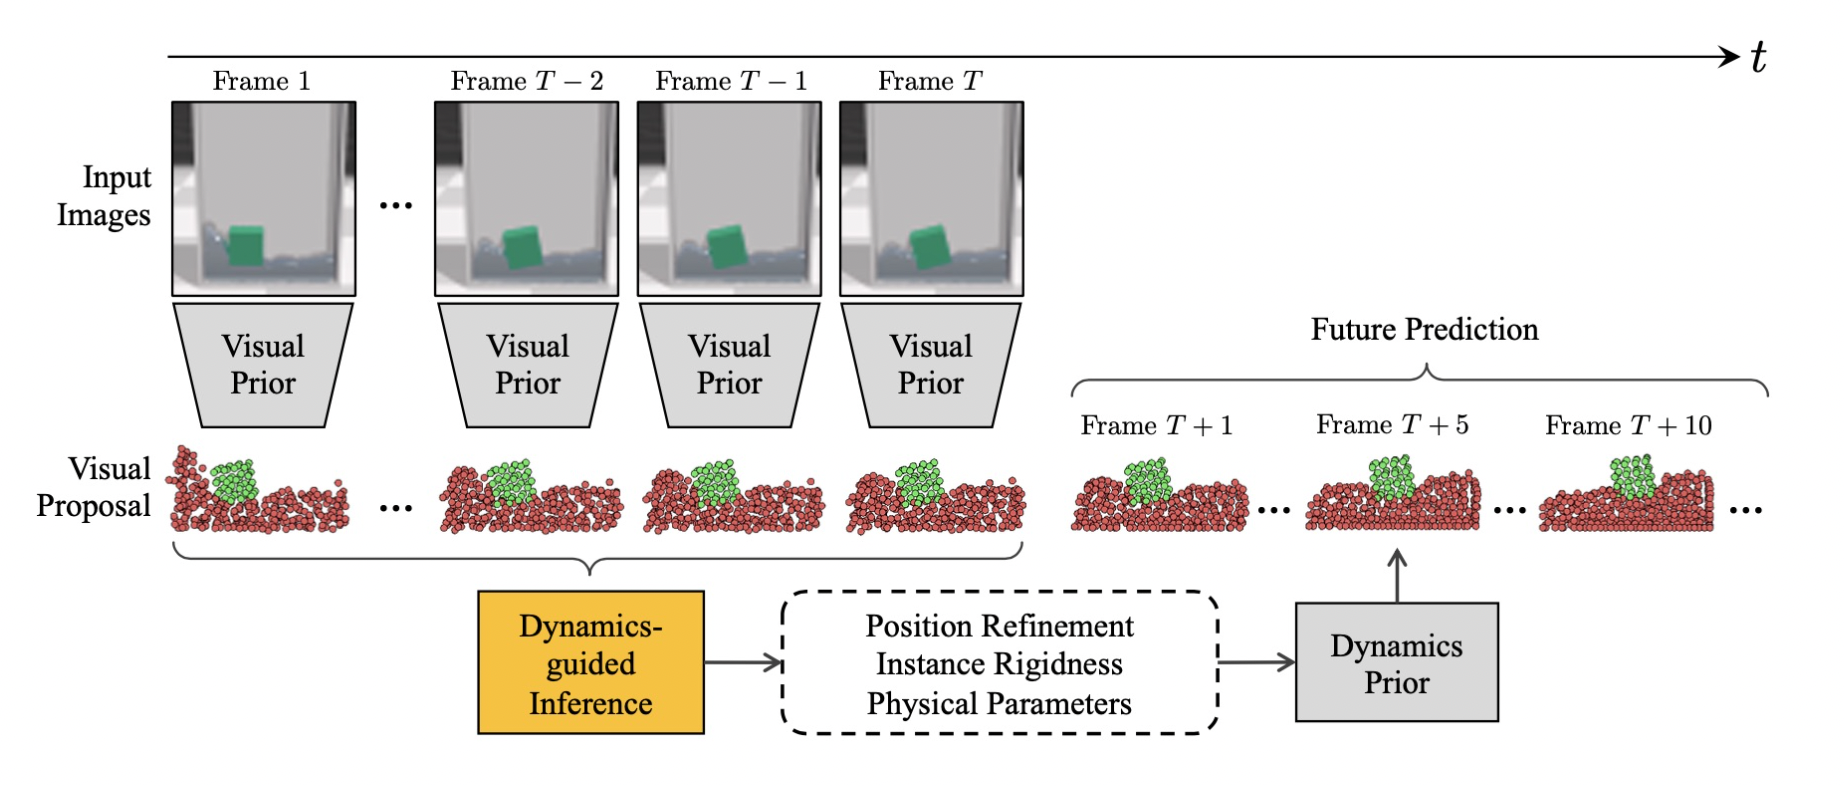 t
Frame 1
Frame T − 2
Frame T − 1
Frame T
Input
Images
...
Visual
Prior
Visual
Prior
Visual
Prior
Visual
Prior
Future Prediction
Frame T + 1
Frame T + 5
Frame T + 10
Visual
Proposal
...
...
...
...
Dynamics-
guided
Inference
Position Refinement
Instance Rigidness
Physical Parameters
Dynamics
Prior